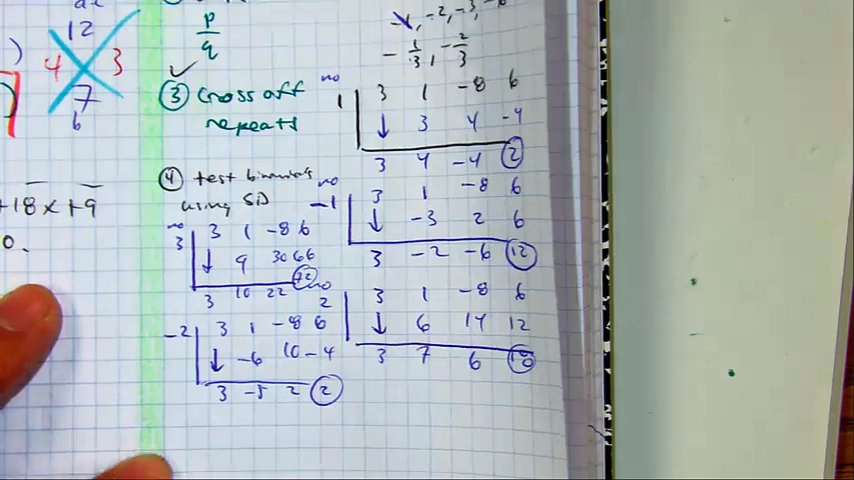 12
4 3
7
6
+18x+9
0.
p
q
③ Cross off
repeats
④ test binomials
using SD
-1, -2, -3, -6
- 1/3, - 2/3
no
1 | 3 1 -8 6
↓ 3 4 -4
3 4 -4 2
no
-1 | 3 1 -8 6
↓ -3 2 6
3 -2 -6 12
no
3 | 3 1 -8 6
↓ 9 30 66
3 10 22 72
no
2 | 3 1 -8 6
↓ 6 14 12
3 7 6 18
-2 | 3 1 -8 6
↓ -6 10 -4
3 -5 2 2